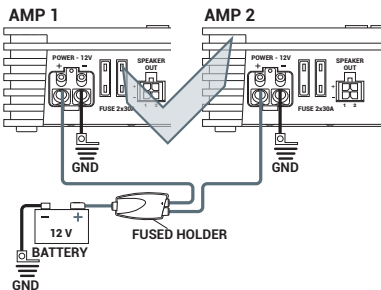 AMP 1
AMP 2
POWER - 12V
+ -
SPEAKER
OUT
+
-
1 2
FUSE 2x30A
GND
POWER - 12V
+ -
SPEAKER
OUT
+
-
1 2
FUSE 2x30A
GND
FUSED HOLDER
- +
12 V
BATTERY
GND